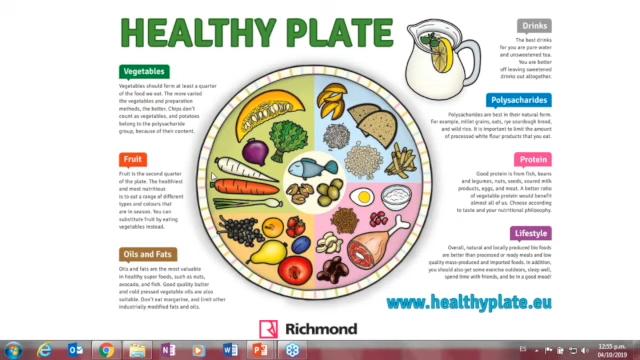 HEALTHY PLATE
Vegetables
Vegetables should form at least a quarter
of the food we eat. The more varied
the vegetables and preparation
methods, the better. Chips don't
count as vegetables, and potatoes
belong to the polysacharide
group, because of their content.
Fruit
Fruit is the second quarter
of the plate. The healthiest
and most nutritious
is to eat a range of different
types and colours that
are in season. You can
substitute fruit by eating
vegetables instead.
Oils and Fats
Oils and fats are the most valuable
in healthy super foods, such as nuts,
avocado, and fish. Good quality butter
and cold pressed vegetable oils are also
suitable. Don't eat margarine, and limit other
industrially modified fats and oils.
Drinks
The best drinks
for you are pure water
and unsweetened tea.
You are better
off leaving sweetened
drinks out altogether.
Polysacharides
Polysacharides are best in their natural form.
For example, millet grains, oats, rye sourdough bread,
and wild rice. It is important to limit the amount
of processed white flour products that you eat.
Protein
Good protein is from fish, beans
and legumes, nuts, seeds, soured milk
products, eggs, and meat. A better ratio
of vegetable protein would benefit
almost all of us. Choose according
to taste and your nutritional philosophy.
Lifestyle
Overall, natural and locally produced bio foods
are better than processed or ready meals and low
quality mass-produced and imported foods. In addition,
you should also get some exercise outdoors, sleep well,
spend time with friends, and be in a good mood!
www.healthyplate.eu
Richmond
ES
12:55 p.m.
04/10/2019